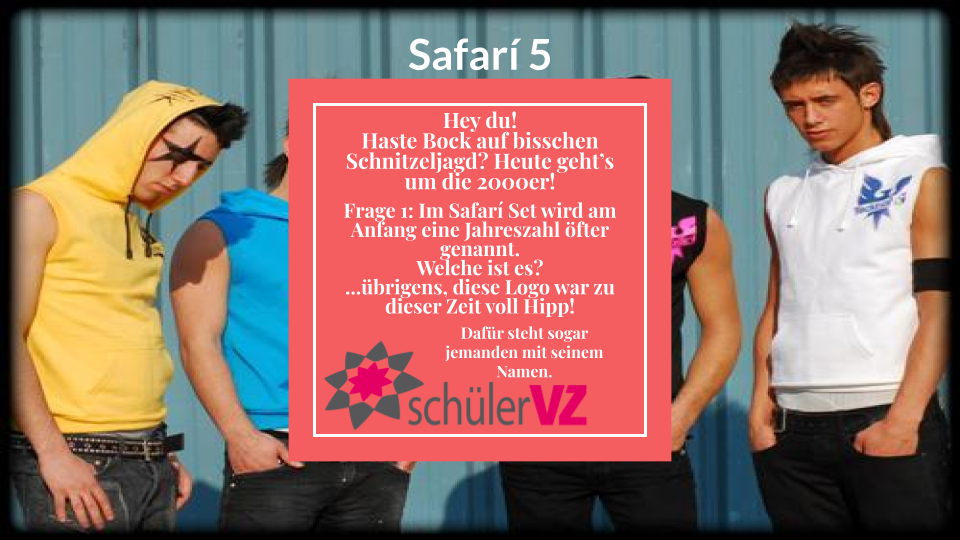 Safarí 5
Hey du!
Haste Bock auf bisschen
Schnitzeljagd? Heute geht's
um die 2000er!
Frage 1: Im Safarí Set wird am
Anfang eine Jahreszahl öfter
genannt.
Welche ist es?
...übrigens, diese Logo war zu
dieser Zeit voll Hipp!
Dafür steht sogar
jemanden mit seinem
Namen.
schülerVZ